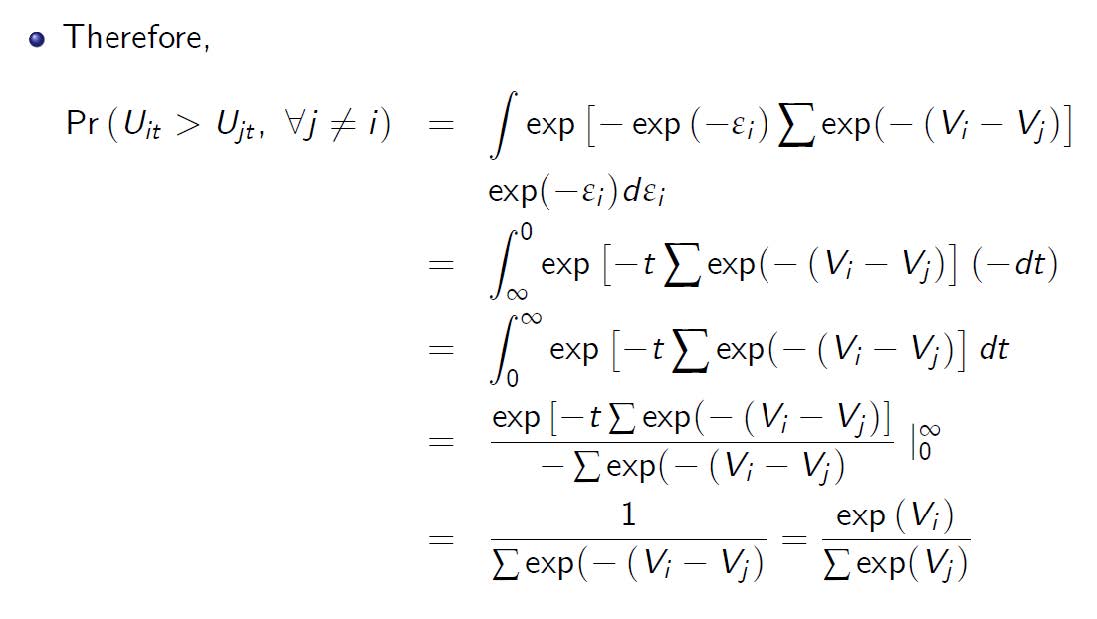 Therefore,
Pr (U_it > U_jt, ∀j ≠ i) = ∫ exp [− exp (−ε_i) ∑ exp(− (V_i − V_j)]
exp(−ε_i)dε_i
= ∫_∞^0 exp [−t ∑ exp(− (V_i − V_j)] (−dt)
= ∫_0^∞ exp [−t ∑ exp(− (V_i − V_j)] dt
= exp [−t ∑ exp(− (V_i − V_j)] / − ∑ exp(− (V_i − V_j) |_0^∞
= 1 / ∑ exp(− (V_i − V_j) = exp (V_i) / ∑ exp(V_j)